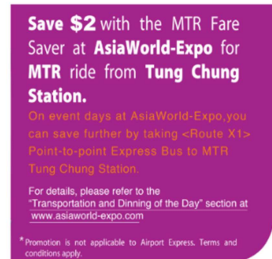 Save $2 with the MTR Fare
Saver at AsiaWorld-Expo for
MTR ride from Tung Chung
Station.
On event days at AsiaWorld-Expo,you
can save further by taking <Route X1>
Point-to-point Express Bus to MTR
Tung Chung Station.
For details, please refer to the
"Transportation and Dinning of the Day" section at
www.asiaworld-expo.com
*Promotion is not applicable to Airport Express. Terms and
conditions apply.